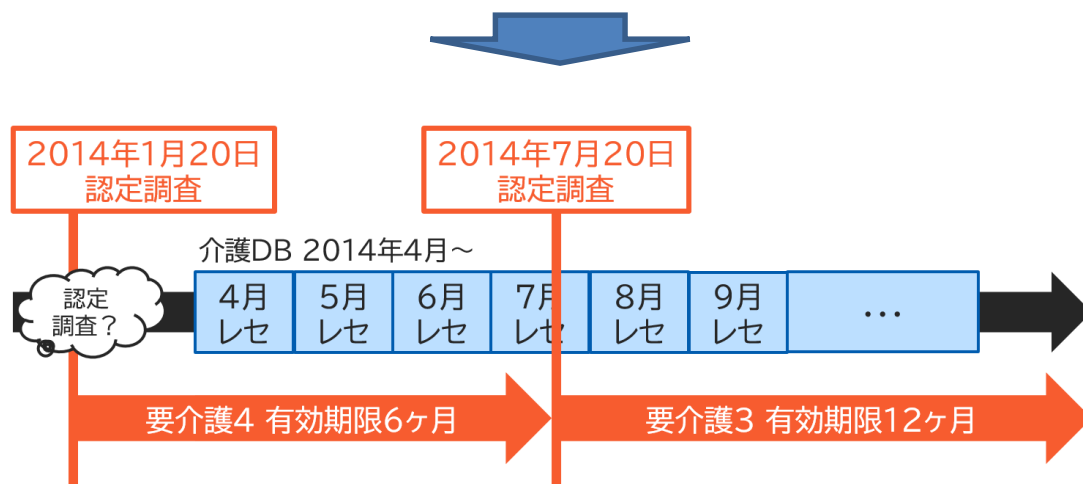 2014年1月20日
認定調査
2014年7月20日
認定調査
介護DB 2014年4月～
認定
調査？
4月
レセ
5月
レセ
6月
レセ
7月
レセ
8月
レセ
9月
レセ
…
要介護4 有効期限6ヶ月
要介護3 有効期限12ヶ月